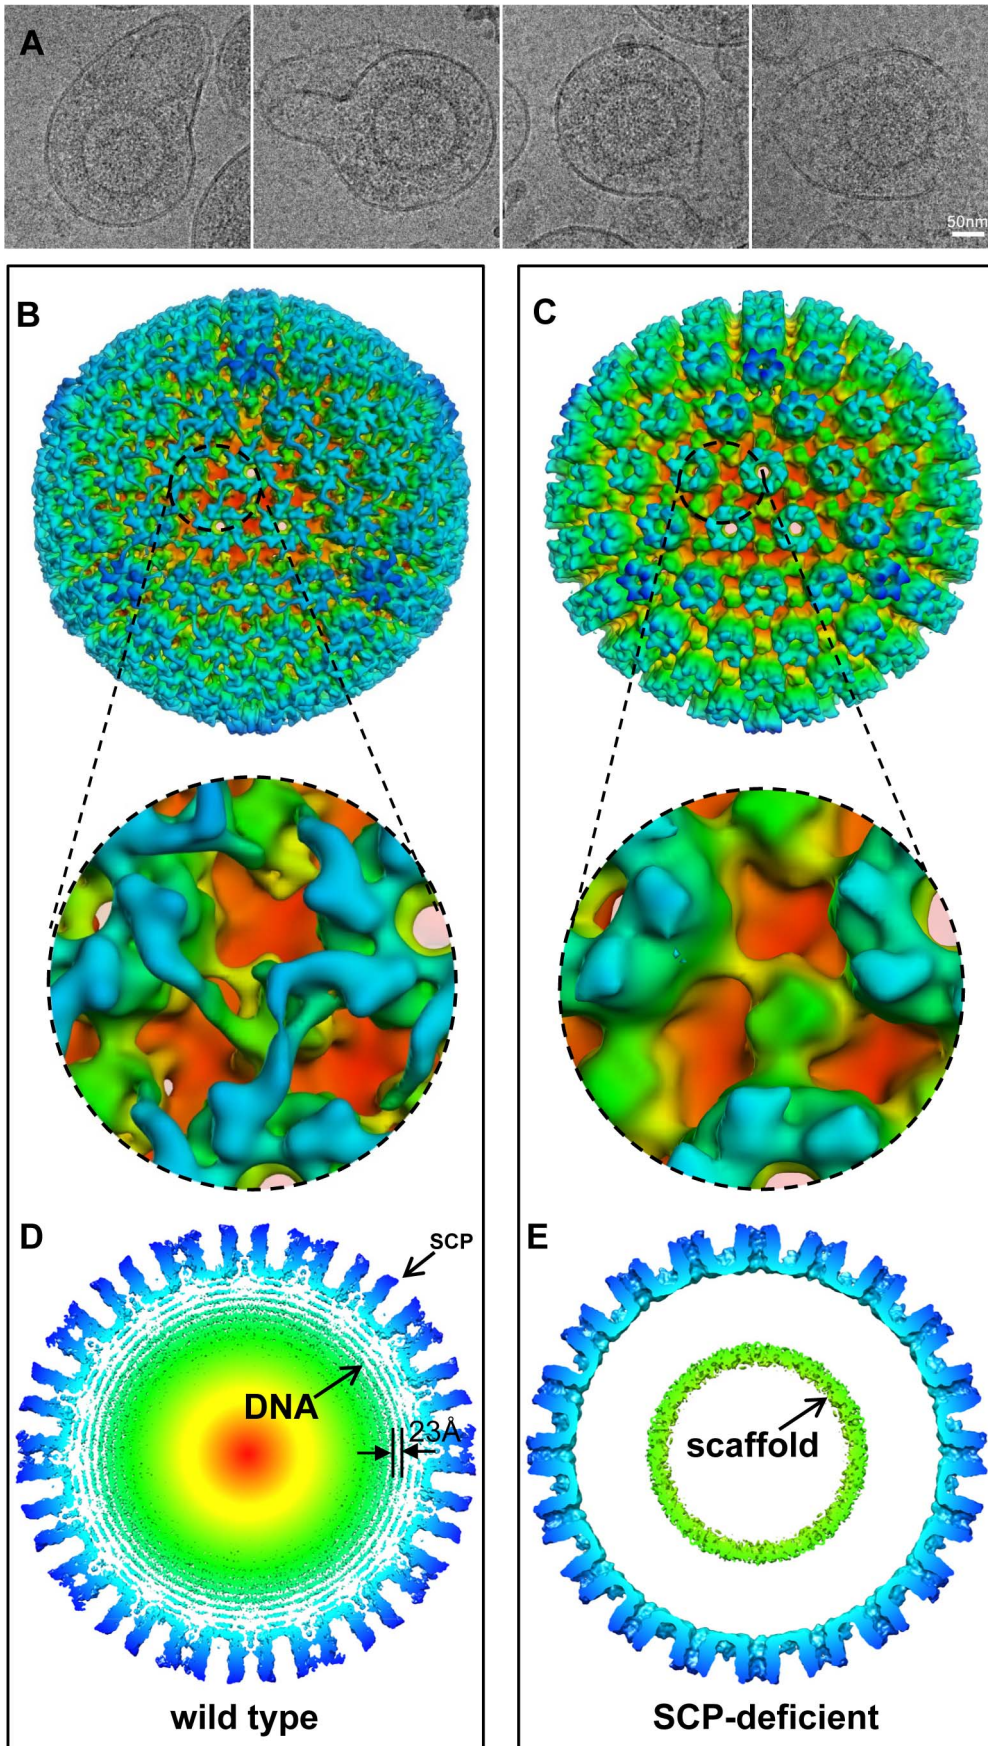 A
50nm
B
C
D
SCP
DNA
23Å
wild type
E
scaffold
SCP-deficient